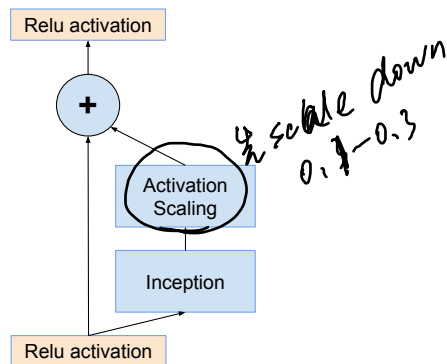 Relu activation
+
Activation
Scaling
Inception
Relu activation
scale down
0.1~0.3